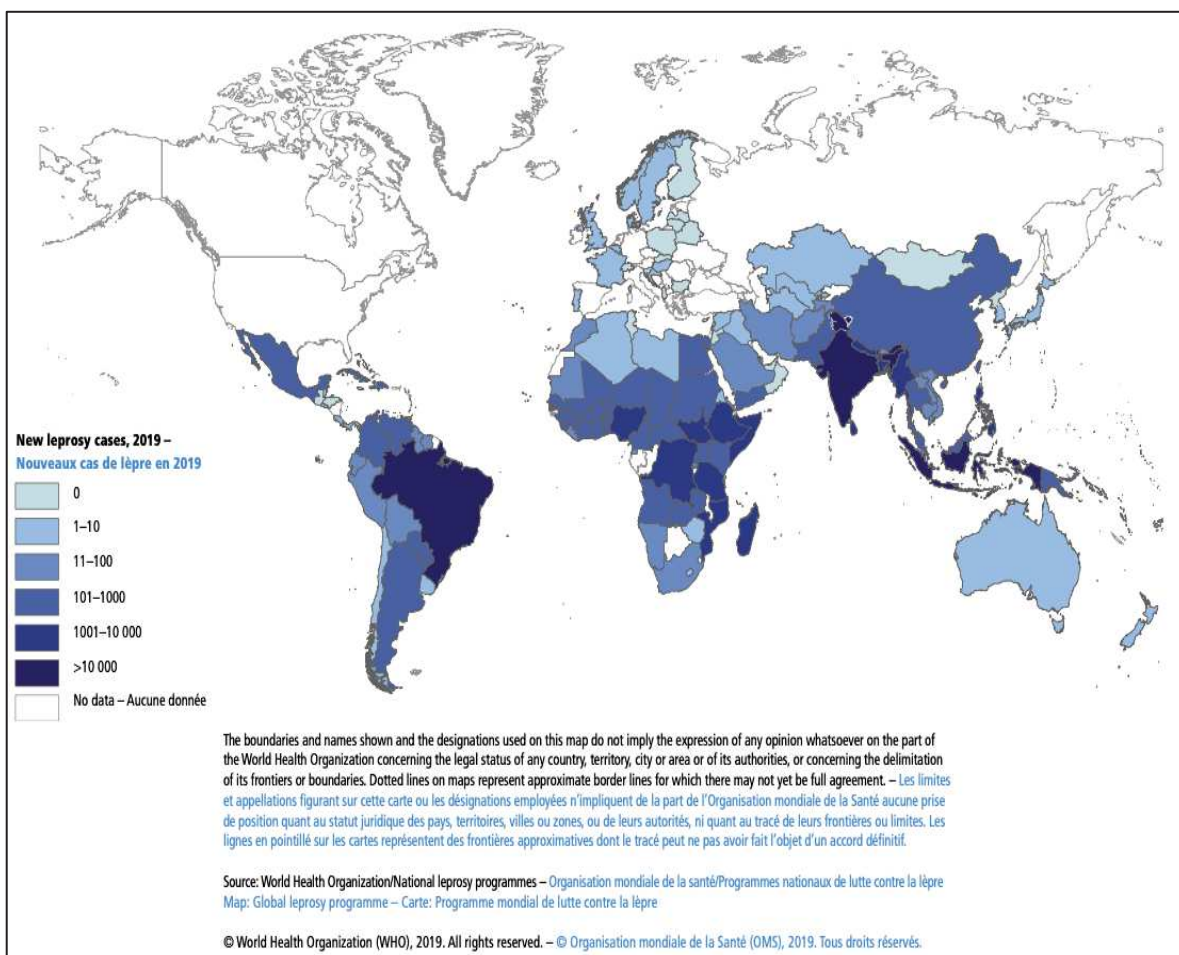 New leprosy cases, 2019 –
Nouveaux cas de lèpre en 2019
0
1–10
11–100
101–1000
1001–10 000
>10 000
No data – Aucune donnée
The boundaries and names shown and the designations used on this map do not imply the expression of any opinion whatsoever on the part of
the World Health Organization concerning the legal status of any country, territory, city or area or of its authorities, or concerning the delimitation
of its frontiers or boundaries. Dotted lines on maps represent approximate border lines for which there may not yet be full agreement. – Les limites
et appellations figurant sur cette carte ou les désignations employées n’impliquent de la part de l’Organisation mondiale de la Santé aucune prise
de position quant au statut juridique des pays, territoires, villes ou zones, ou de leurs autorités, ni quant au tracé de leurs frontières ou limites. Les
lignes en pointillé sur les cartes représentent des frontières approximatives dont le tracé peut ne pas avoir fait l’objet d’un accord définitif.
Source: World Health Organization/National leprosy programmes – Organisation mondiale de la santé/Programmes nationaux de lutte contre la lèpre
Map: Global leprosy programme – Carte: Programme mondial de lutte contre la lèpre
© World Health Organization (WHO), 2019. All rights reserved. – © Organisation mondiale de la Santé (OMS), 2019. Tous droits réservés.